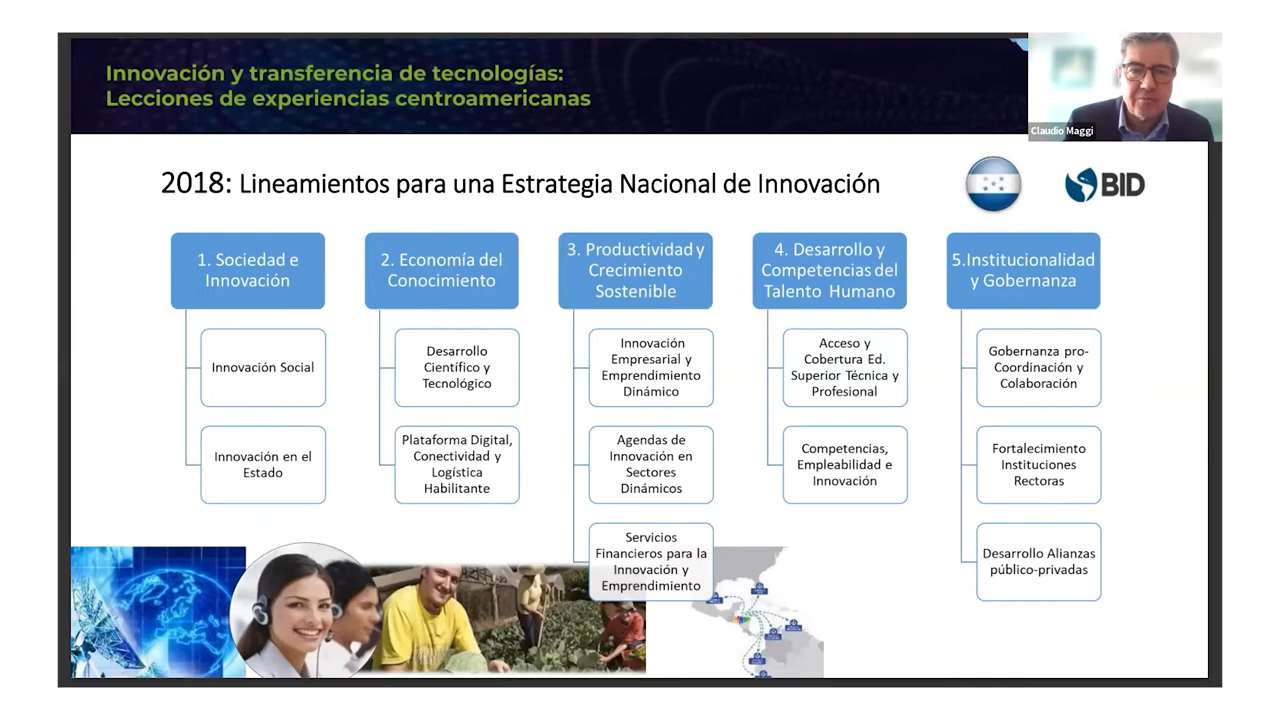 Innovación y transferencia de tecnologías:
Lecciones de experiencias centroamericanas
Claudio Maggi
2018: Lineamientos para una Estrategia Nacional de Innovación
BID
1. Sociedad e
Innovación
Innovación Social
Innovación en el
Estado
2. Economía del
Conocimiento
Desarrollo
Científico y
Tecnológico
Plataforma Digital,
Conectividad y
Logística
Habilitante
3. Productividad y
Crecimiento
Sostenible
Innovación
Empresarial y
Emprendimiento
Dinámico
Agendas de
Innovación en
Sectores
Dinámicos
Servicios
Financieros para la
Innovación y
Emprendimiento
4. Desarrollo y
Competencias del
Talento Humano
Acceso y
Cobertura Ed.
Superior Técnica y
Profesional
Competencias,
Empleabilidad e
Innovación
5.Institucionalidad
y Gobernanza
Gobernanza pro-
Coordinación y
Colaboración
Fortalecimiento
Instituciones
Rectoras
Desarrollo Alianzas
público-privadas